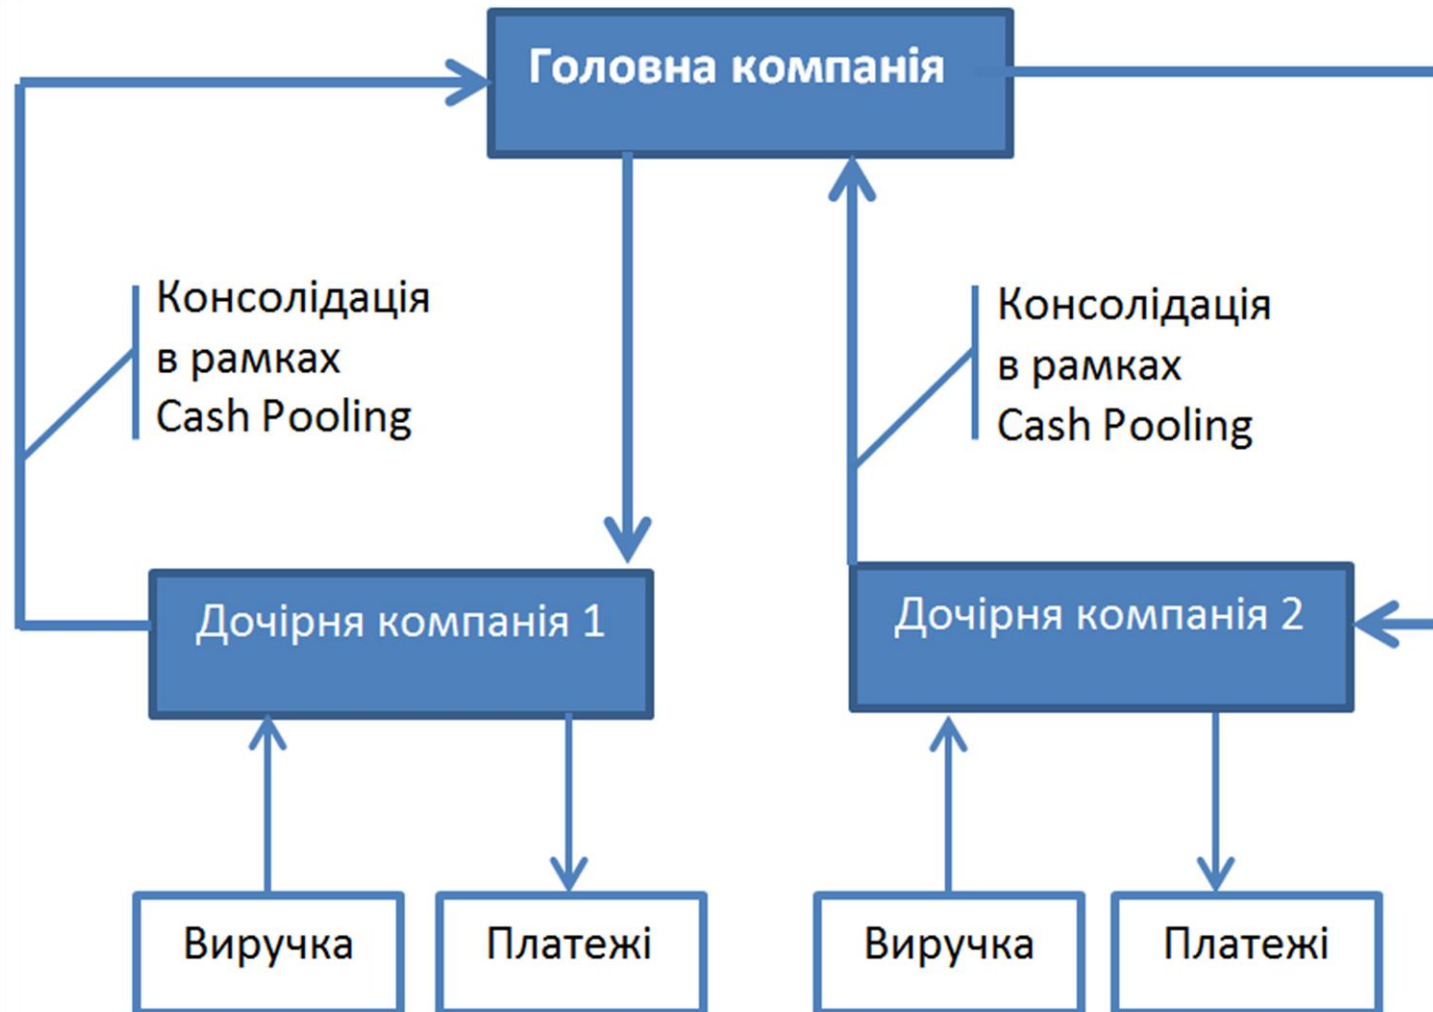 Головна компанія
Консолідація
в рамках
Cash Pooling
Консолідація
в рамках
Cash Pooling
Дочірня компанія 1
Дочірня компанія 2
Виручка
Платежі
Виручка
Платежі